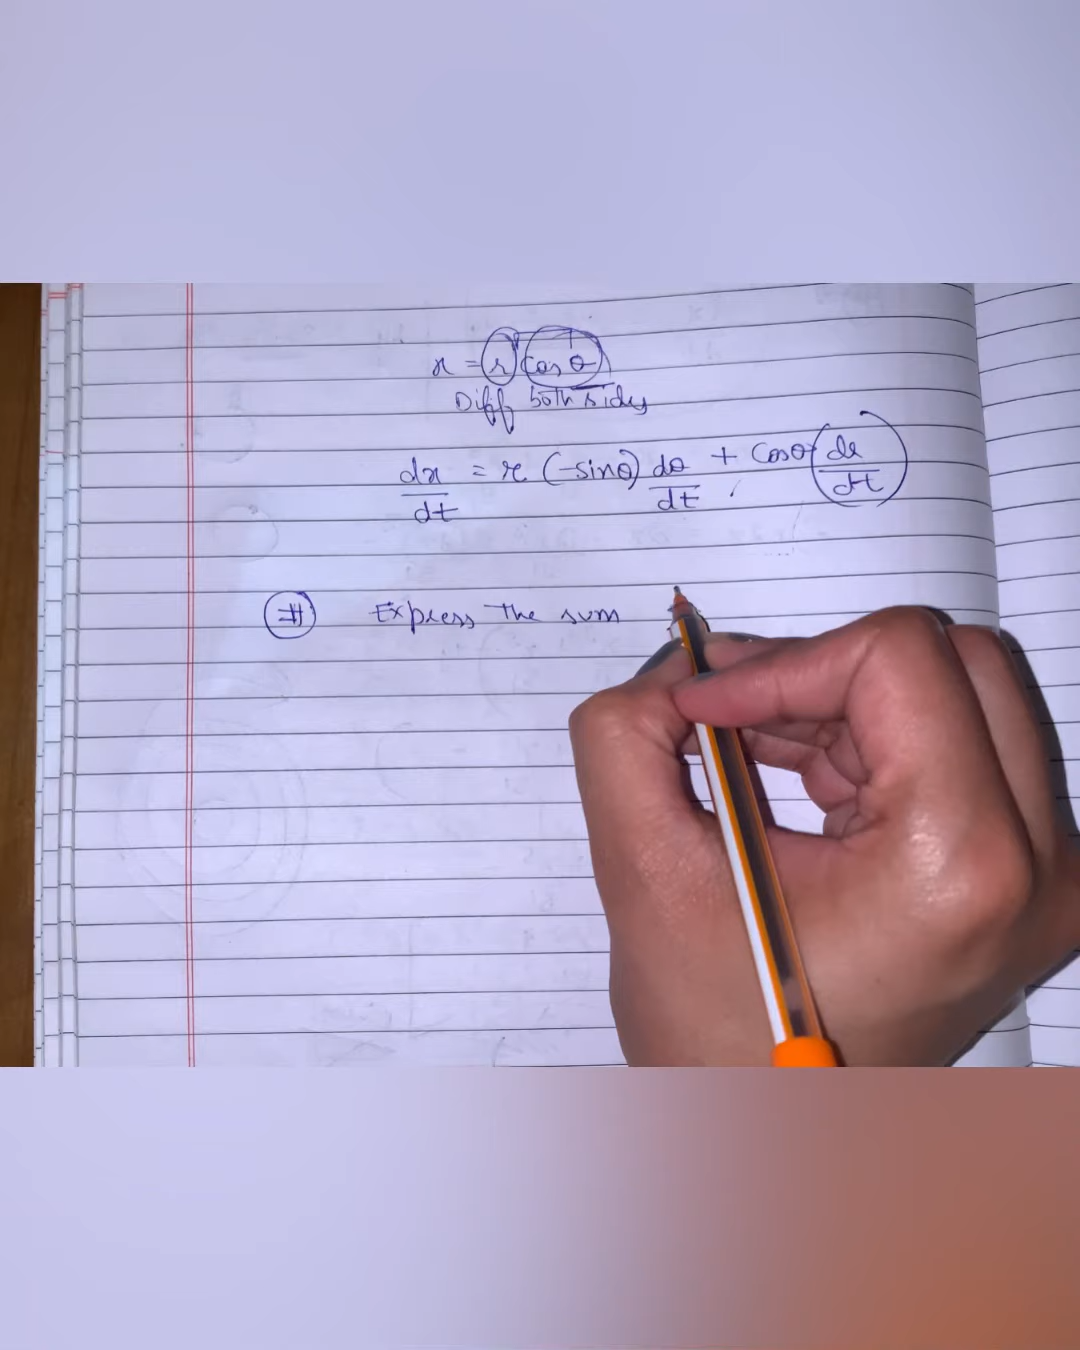 x = r cos θ
Diff both sides
dx/dt = r (-sinθ) dθ/dt + cosθ dr/dt
# Express the sum